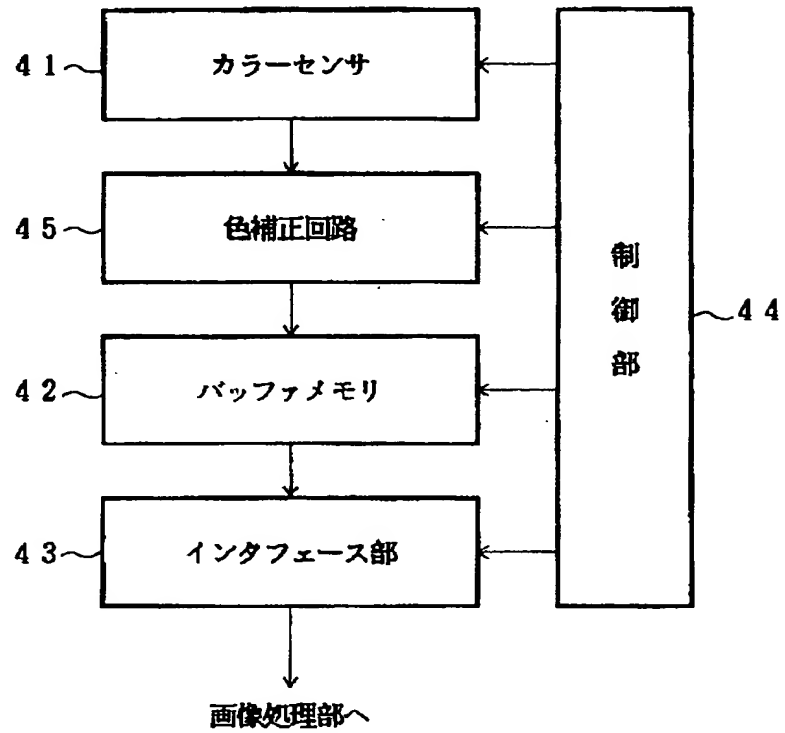 ４１
カラーセンサ
４５
色補正回路
４２
バッファメモリ
４３
インタフェース部
制御部
４４
画像処理部へ